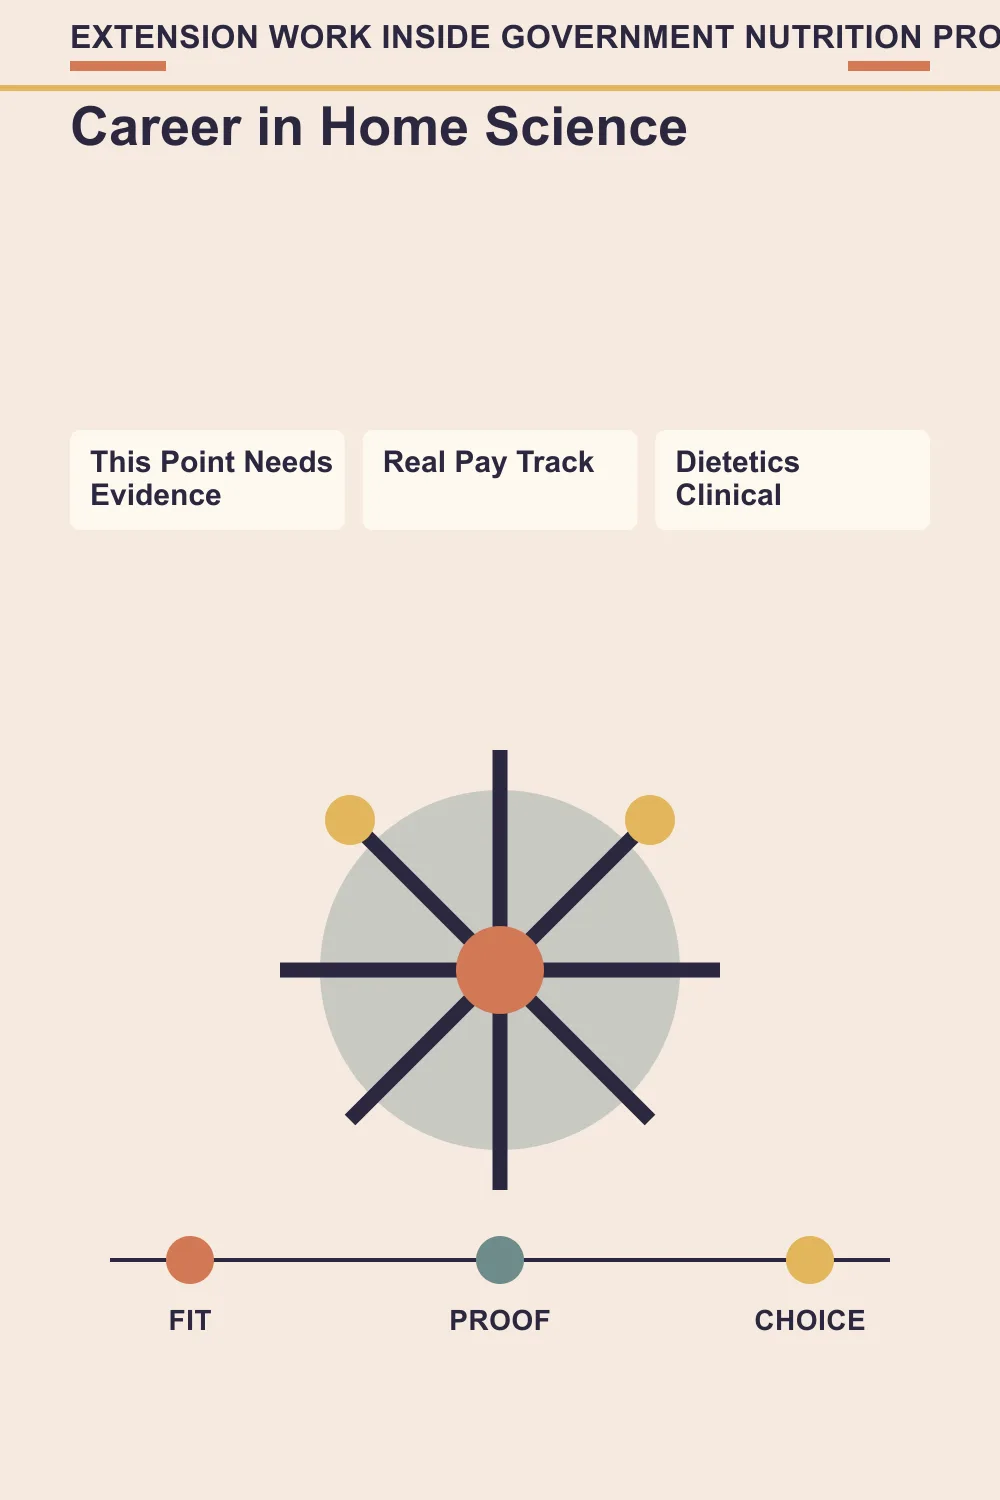 EXTENSION WORK INSIDE GOVERNMENT NUTRITION PRO
Career in Home Science
This Point Needs
Evidence
Real Pay Track
Dietetics
Clinical
FIT
PROOF
CHOICE